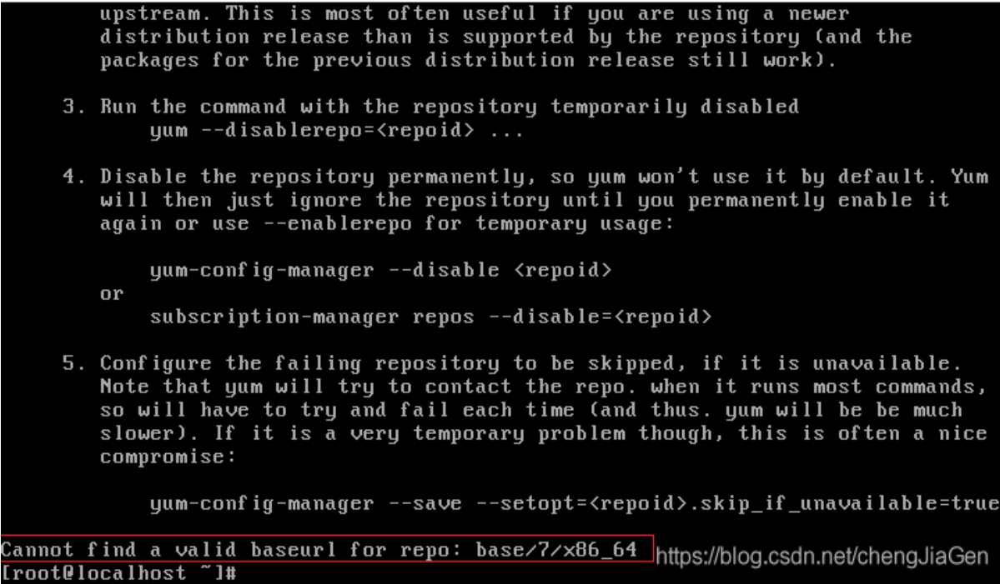 upstream. This is most often useful if you are using a newer
distribution release than is supported by the repository (and the
packages for the previous distribution release still work).
3. Run the command with the repository temporarily disabled
yum --disablerepo=<repoid> ...
4. Disable the repository permanently, so yum won't use it by default. Yum
will then just ignore the repository until you permanently enable it
again or use --enablerepo for temporary usage:
yum-config-manager --disable <repoid>
or
subscription-manager repos --disable=<repoid>
5. Configure the failing repository to be skipped, if it is unavailable.
Note that yum will try to contact the repo. when it runs most commands,
so will have to try and fail each time (and thus. yum will be be much
slower). If it is a very temporary problem though, this is often a nice
compromise:
yum-config-manager --save --setopt=<repoid>.skip_if_unavailable=true
Cannot find a valid baseurl for repo: base/7/x86_64
https://blog.csdn.net/chengJiaGen
[root@localhost ~]#